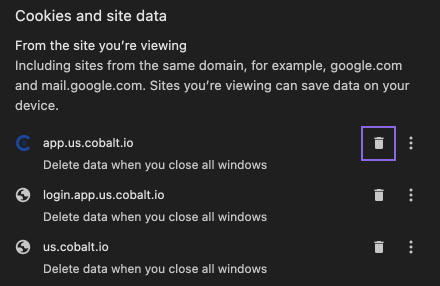 Cookies and site data
From the site you're viewing
Including sites from the same domain, for example, google.com
and mail.google.com. Sites you're viewing can save data on your
device.
app.us.cobalt.io
Delete data when you close all windows
login.app.us.cobalt.io
Delete data when you close all windows
us.cobalt.io
Delete data when you close all windows